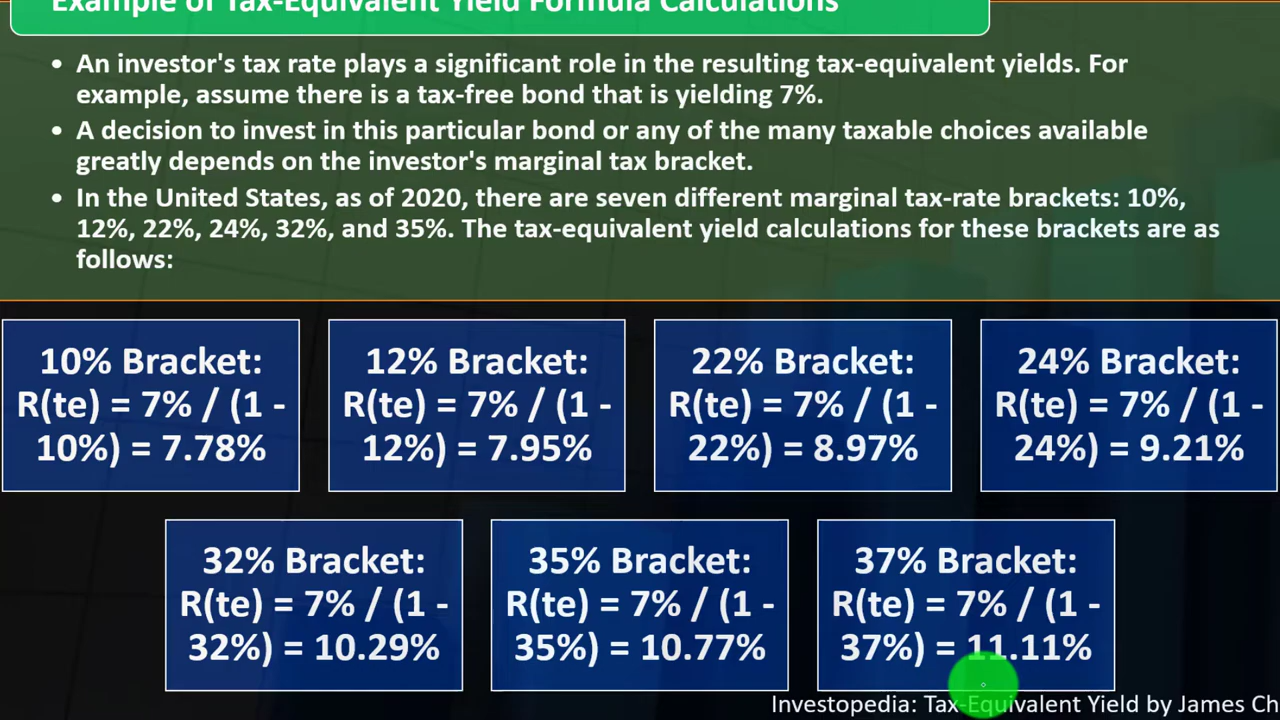 Example of Tax-Equivalent Yield Formula Calculations
• An investor's tax rate plays a significant role in the resulting tax-equivalent yields. For
example, assume there is a tax-free bond that is yielding 7%.
• A decision to invest in this particular bond or any of the many taxable choices available
greatly depends on the investor's marginal tax bracket.
• In the United States, as of 2020, there are seven different marginal tax-rate brackets: 10%,
12%, 22%, 24%, 32%, and 35%. The tax-equivalent yield calculations for these brackets are as
follows:
10% Bracket:
R(te) = 7% / (1 -
10%) = 7.78%
12% Bracket:
R(te) = 7% / (1 -
12%) = 7.95%
22% Bracket:
R(te) = 7% / (1 -
22%) = 8.97%
24% Bracket:
R(te) = 7% / (1 -
24%) = 9.21%
32% Bracket:
R(te) = 7% / (1 -
32%) = 10.29%
35% Bracket:
R(te) = 7% / (1 -
35%) = 10.77%
37% Bracket:
R(te) = 7% / (1 -
37%) = 11.11%
Investopedia: Tax-Equivalent Yield by James Ch